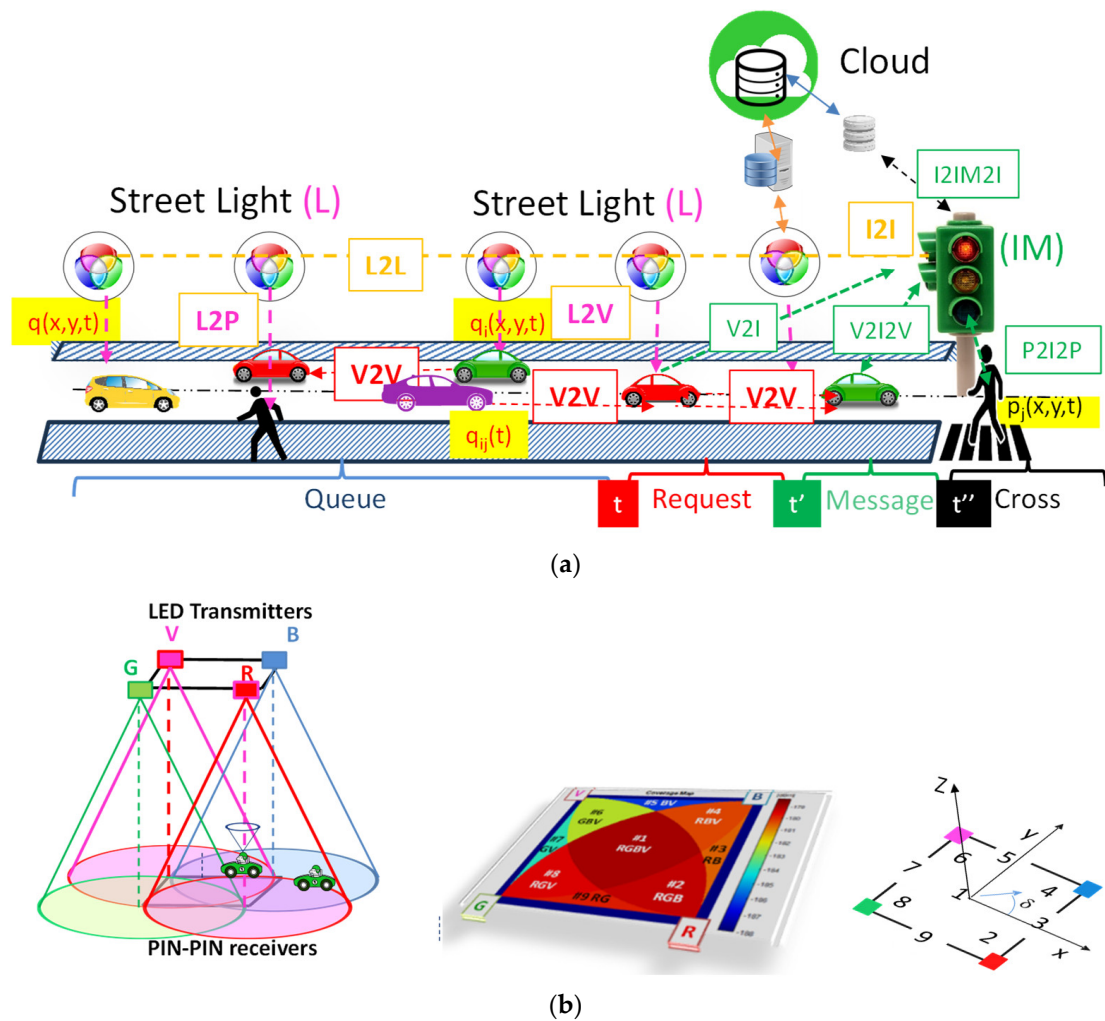 Cloud
I2IM2I
Street Light (L)
Street Light (L)
I2I
(IM)
L2L
q(x,y,t)
L2P
qi(x,y,t)
L2V
V2I
V2I2V
P2I2P
V2V
V2V
V2V
pj(x,y,t)
qij(t)
Queue
t
Request
t'
Message
t''
Cross
(a)
LED Transmitters
V
B
G
R
PIN-PIN receivers
Coverage Map
V
#5 BV
B
#6
GBV
#4
RBV
#1
RGBV
#7
GV
#3
RB
#8
RGV
#2
RGB
#9 RG
G
R
Z
y
6
5
7
1
δ
4
8
3
9
2
x
(b)